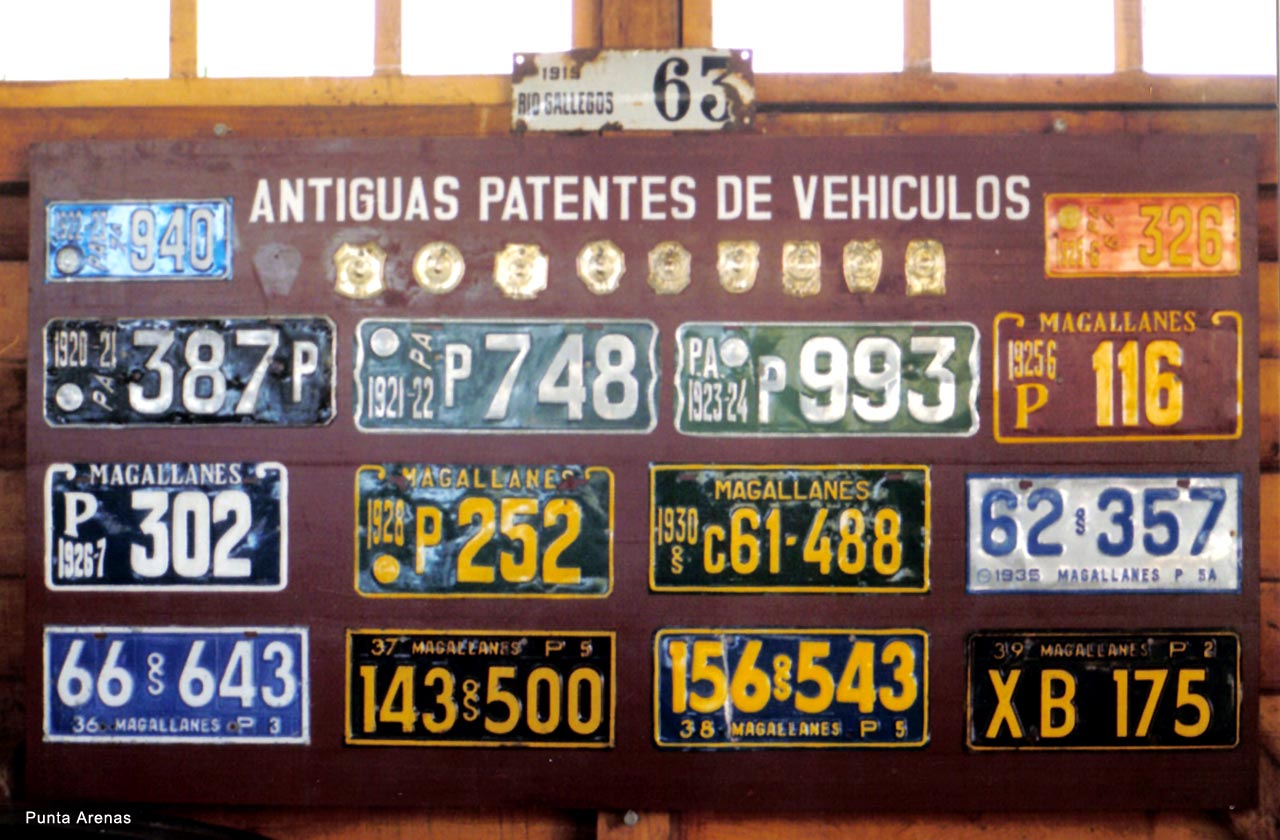 1919
RIO GALLEGOS
63
ANTIGUAS PATENTES DE VEHICULOS
940
326
1920-21
PA
387 P
PA
1921-22
P 748
P.A.
1923-24
P 993
MAGALLANES
1925-6
P
116
MAGALLANES
P
1926-7
302
MAGALLANES
1928
P 252
MAGALLANES
1930
C61-488
62 357
1935 MAGALLANES P 5A
66 643
36 MAGALLANES P 3
37 MAGALLANES P 5
143 500
156 543
38 MAGALLANES P 5
39 MAGALLANES P 2
XB 175
Punta Arenas